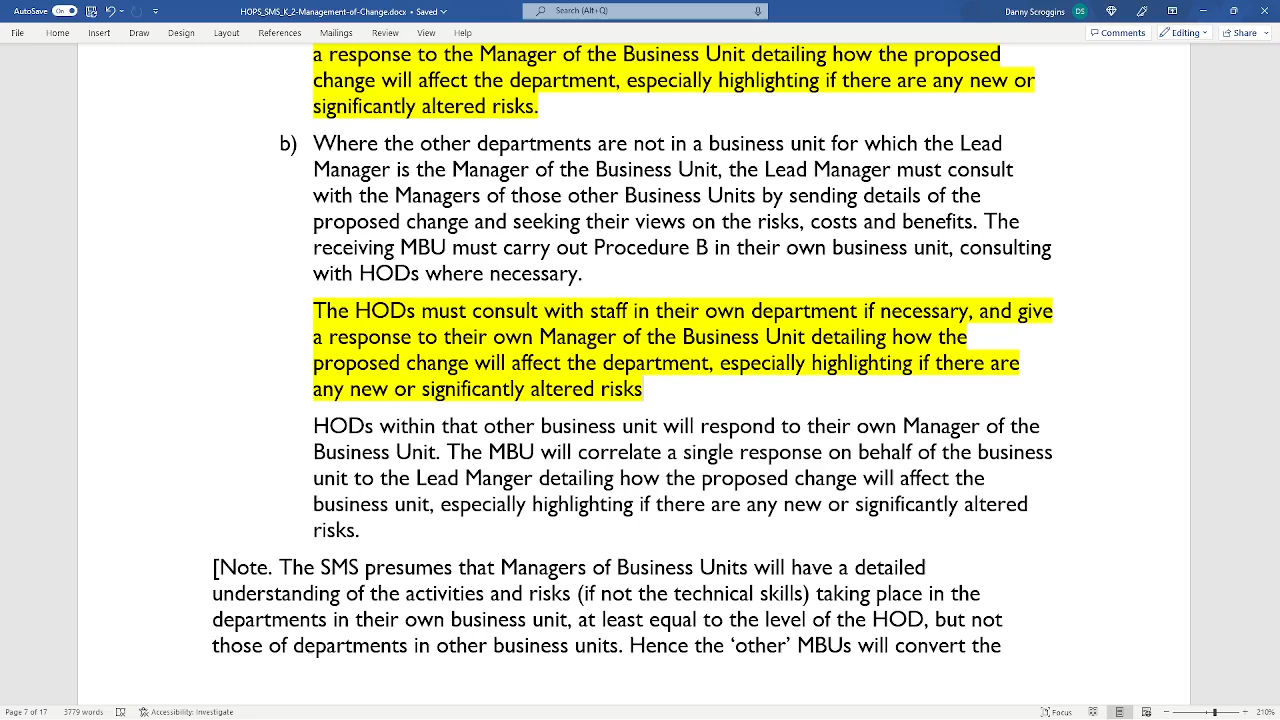 AutoSave On HOPS_SMS_K_2-Management-of-Change.docx • Saved Search (Alt+Q) Danny Scroggins DS
File Home Insert Draw Design Layout References Mailings Review View Help Comments Editing Share
a response to the Manager of the Business Unit detailing how the proposed
change will affect the department, especially highlighting if there are any new or
significantly altered risks.
b) Where the other departments are not in a business unit for which the Lead
Manager is the Manager of the Business Unit, the Lead Manager must consult
with the Managers of those other Business Units by sending details of the
proposed change and seeking their views on the risks, costs and benefits. The
receiving MBU must carry out Procedure B in their own business unit, consulting
with HODs where necessary.
The HODs must consult with staff in their own department if necessary, and give
a response to their own Manager of the Business Unit detailing how the
proposed change will affect the department, especially highlighting if there are
any new or significantly altered risks
HODs within that other business unit will respond to their own Manager of the
Business Unit. The MBU will correlate a single response on behalf of the business
unit to the Lead Manger detailing how the proposed change will affect the
business unit, especially highlighting if there are any new or significantly altered
risks.
[Note. The SMS presumes that Managers of Business Units will have a detailed
understanding of the activities and risks (if not the technical skills) taking place in the
departments in their own business unit, at least equal to the level of the HOD, but not
those of departments in other business units. Hence the ‘other’ MBUs will convert the
Page 7 of 17 3779 words Accessibility: Investigate Focus 210%